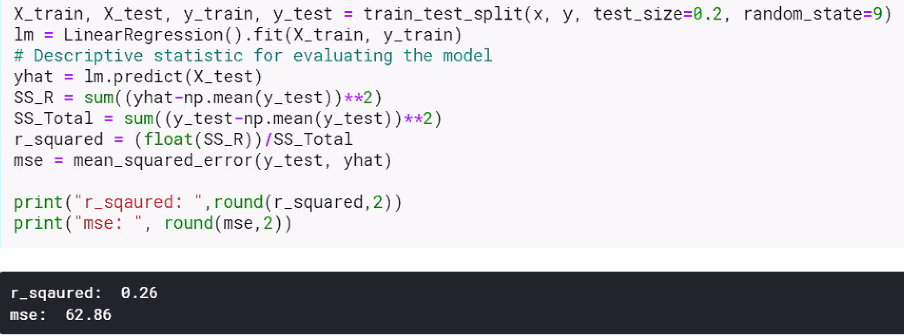 X_train, X_test, y_train, y_test = train_test_split(x, y, test_size=0.2, random_state=9)
lm = LinearRegression().fit(X_train, y_train)
# Descriptive statistic for evaluating the model
yhat = lm.predict(X_test)
SS_R = sum((yhat-np.mean(y_test))**2)
SS_Total = sum((y_test-np.mean(y_test))**2)
r_squared = (float(SS_R))/SS_Total
mse = mean_squared_error(y_test, yhat)
print("r_sqaured: ",round(r_squared,2))
print("mse: ", round(mse,2))
r_sqaured:  0.26
mse:  62.86